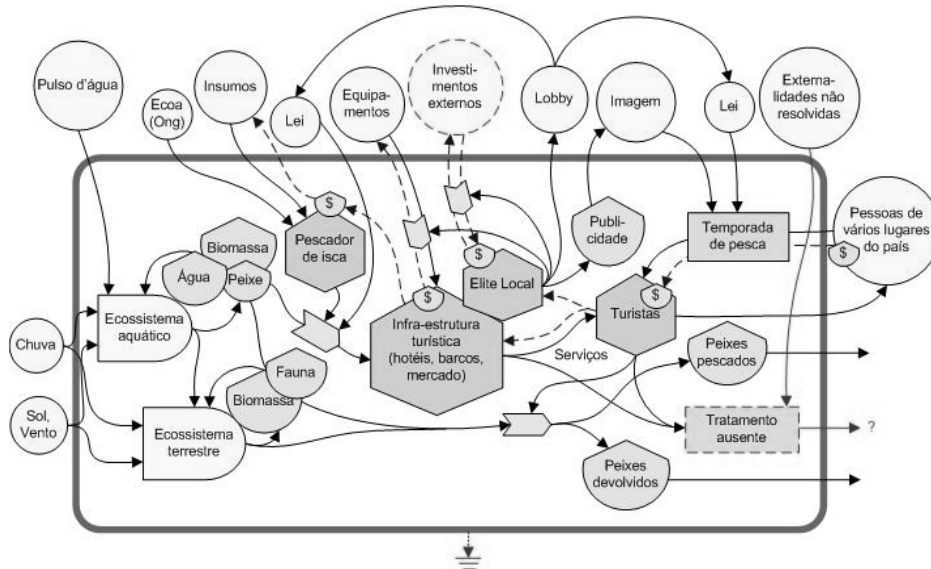 Pulso d'água
Ecoa
(Ong)
Insumos
Lei
Equipa-
mentos
Investi-
mentos
externos
Lobby
Imagem
Lei
Externa-
lidades não
resolvidas
$
Pescador
de isca
Biomassa
Água
Peixe
Ecossistema
aquático
Chuva
Sol,
Vento
Fauna
Biomassa
Ecossistema
terrestre
$
Infra-estrutura
turística
(hotéis, barcos,
mercado)
$
Elite Local
Publi-
cidade
Temporada
de pesca
Pessoas de
vários lugares
do país
$
$
Turistas
Serviços
Peixes
pescados
Tratamento
ausente
?
Peixes
devolvidos